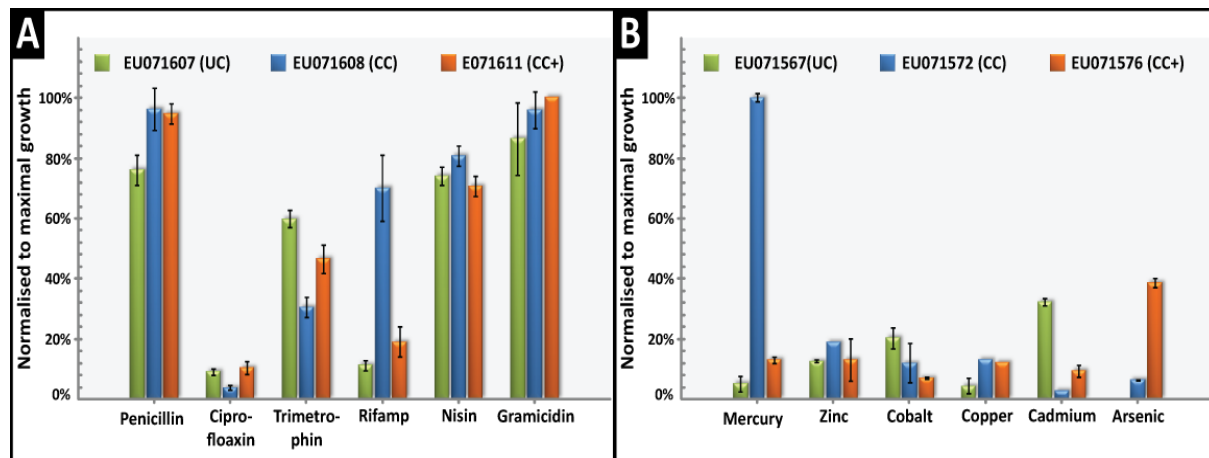 A
EU071607 (UC) EU071608 (CC) E071611 (CC+)
Normalised to maximal growth
100%
80%
60%
40%
20%
0%
Penicillin Cipro- Trimetro- Rifamp Nisin Gramicidin
floaxin phin
B
EU071567(UC) EU071572 (CC) EU071576 (CC+)
Normalised to maximal growth
100%
80%
60%
40%
20%
0%
Mercury Zinc Cobalt Copper Cadmium Arsenic